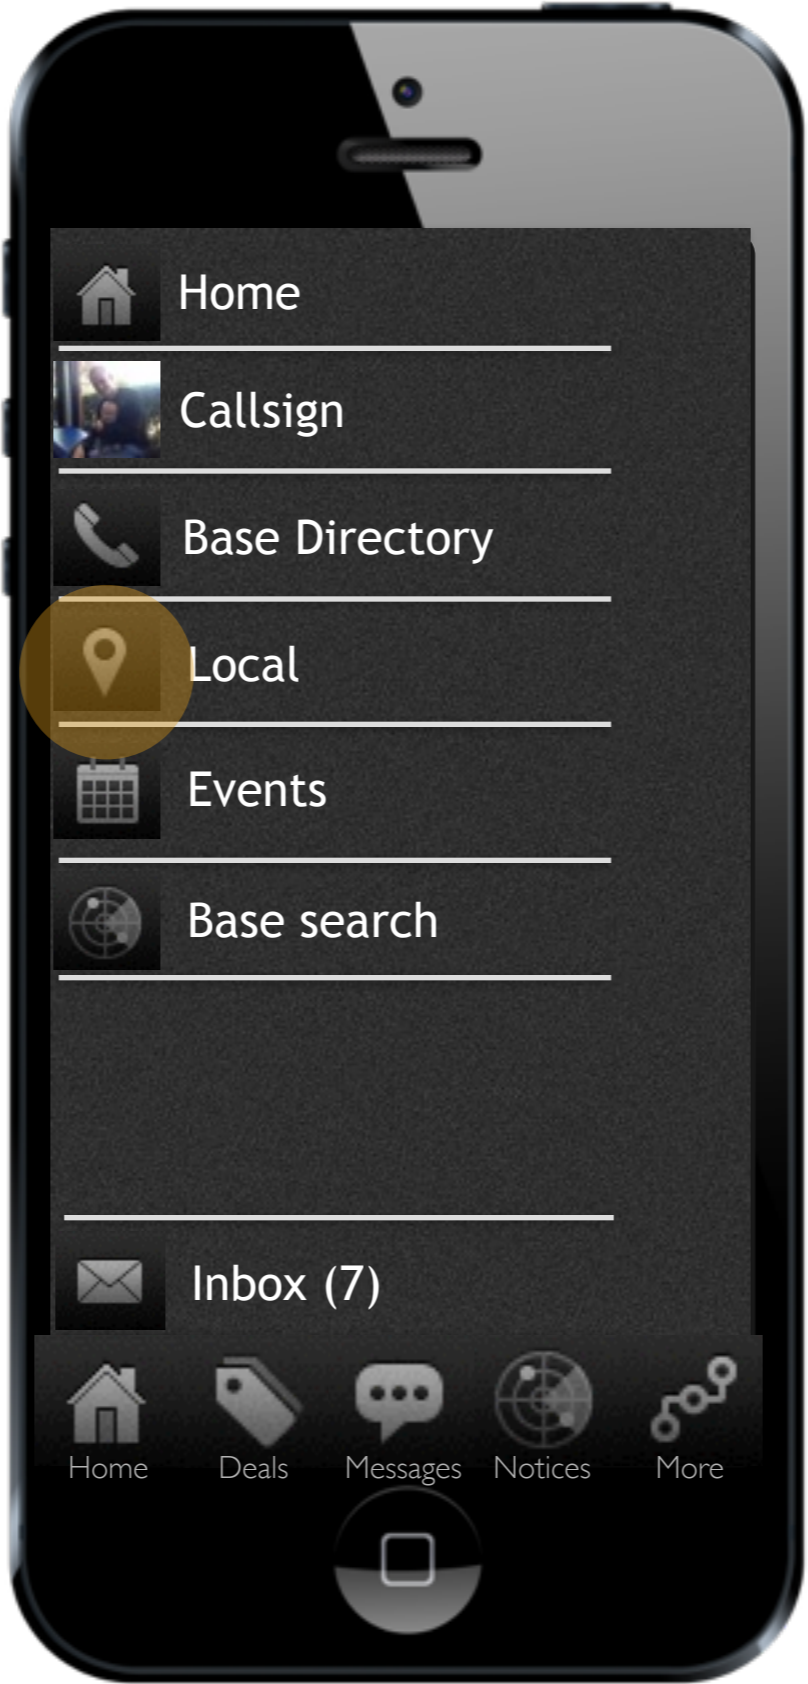 Home
Callsign
Base Directory
Local
Events
Base search
Inbox (7)
Home Deals Messages Notices More